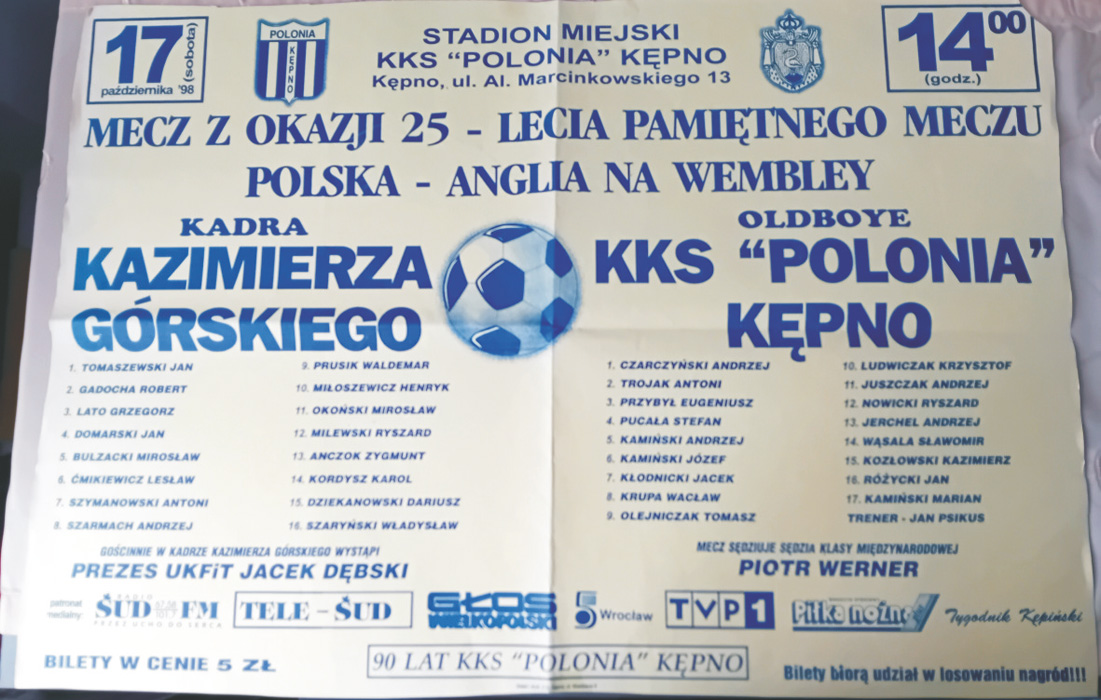 17
października '98
(sobota)
POLONIA
KĘPNO
STADION MIEJSKI
KKS "POLONIA" KĘPNO
Kępno, ul. Al. Marcinkowskiego 13
14 00
(godz.)
MECZ Z OKAZJI 25 - LECIA PAMIĘTNEGO MECZU
POLSKA - ANGLIA NA WEMBLEY
KADRA
KAZIMIERZA
GÓRSKIEGO
1. TOMASZEWSKI JAN
2. GADOCHA ROBERT
3. LATO GRZEGORZ
4. DOMARSKI JAN
5. BULZACKI MIROSŁAW
6. ĆMIKIEWICZ LESŁAW
7. SZYMANOWSKI ANTONI
8. SZARMACH ANDRZEJ
9. PRUSIK WALDEMAR
10. MIŁOSZEWICZ HENRYK
11. OKOŃSKI MIROSŁAW
12. MILEWSKI RYSZARD
13. ANCZOK ZYGMUNT
14. KORDYSZ KAROL
15. DZIEKANOWSKI DARIUSZ
16. SZARYŃSKI WŁADYSŁAW
GOŚCINNIE W KADRZE KAZIMIERZA GÓRSKIEGO WYSTĄPI
PREZES UKFiT JACEK DĘBSKI
OLDBOYE
KKS "POLONIA"
KĘPNO
1. CZARCZYŃSKI ANDRZEJ
2. TROJAK ANTONI
3. PRZYBYŁ EUGENIUSZ
4. PUCAŁA STEFAN
5. KAMIŃSKI ANDRZEJ
6. KAMIŃSKI JÓZEF
7. KŁODNICKI JACEK
8. KRUPA WACŁAW
9. OLEJNICZAK TOMASZ
10. LUDWICZAK KRZYSZTOF
11. JUSZCZAK ANDRZEJ
12. NOWICKI RYSZARD
13. JERCHEL ANDRZEJ
14. WĄSALA SŁAWOMIR
15. KOZŁOWSKI KAZIMIERZ
16. RÓŻYCKI JAN
17. KAMIŃSKI MARIAN
TRENER - JAN PSIKUS
MECZ SĘDZIUJE SĘDZIA KLASY MIĘDZYNARODOWEJ
PIOTR WERNER
patronat
medialny:
RADIO
SUD FM
PRZEZ UCHO DO SERCA
TELE - SUD
GŁOS
WIELKOPOLSKI
5 Wrocław
TVP 1
Piłka nożna
Tygodnik Kępiński
BILETY W CENIE 5 ZŁ
90 LAT KKS "POLONIA" KĘPNO
Bilety biorą udział w losowaniu nagród!!!